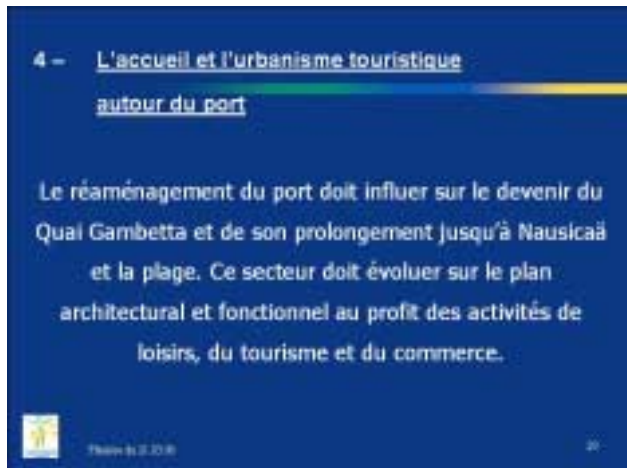 4 – L'accueil et l'urbanisme touristique
autour du port
Le réaménagement du port doit influer sur le devenir du
Quai Gambetta et de son prolongement jusqu'à Nausicaä
et la plage. Ce secteur doit évoluer sur le plan
architectural et fonctionnel au profit des activités de
loisirs, du tourisme et du commerce.